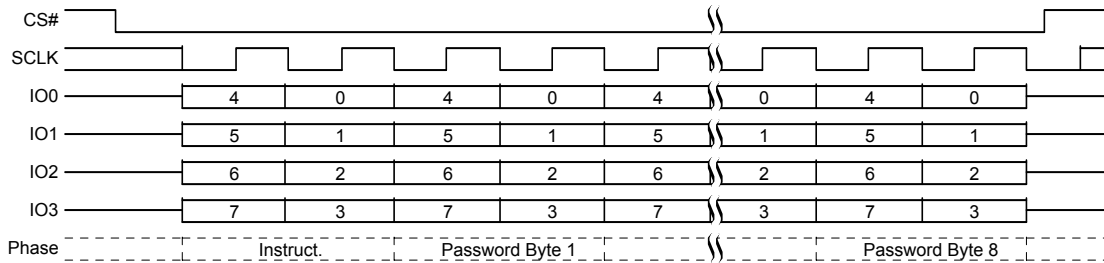 CS#
SCLK
IO0 4 0 4 0 4 0 4 0
IO1 5 1 5 1 5 1 5 1
IO2 6 2 6 2 6 2 6 2
IO3 7 3 7 3 7 3 7 3
Phase Instruct. Password Byte 1 Password Byte 8